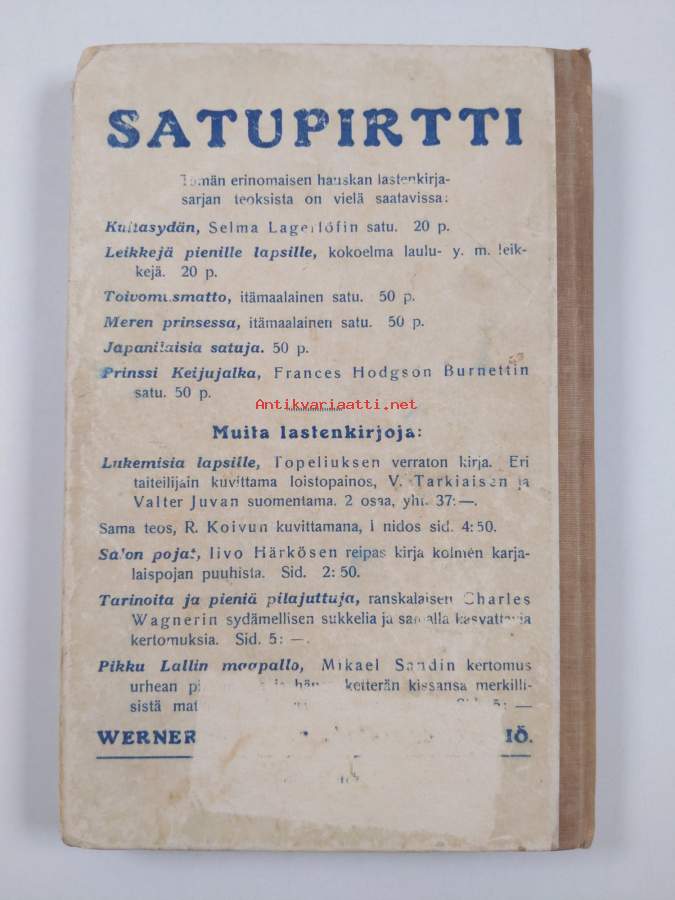 SATUPIRTTI
Tämän erinomaisen hauskan lastenkirja-
sarjan teoksista on vielä saatavissa:
Kultasydän, Selma Lagerlöfin satu. 20 p.
Leikkejä pienille lapsille, kokoelma laulu- y. m. leik-
kejä. 20 p.
Toivomusmatto, itämaalainen satu. 50 p.
Meren prinsessa, itämaalainen satu. 50 p.
Japanilaisia satuja. 50 p.
Prinssi Keijujalka, Frances Hodgson Burnettin
satu. 50 p.
Antikvariaatti.net
Muita lastenkirjoja:
Lukemisia lapsille, Topeliuksen verraton kirja. Eri
taiteilijain kuvittama loistopainos, V. Tarkiaisen ja
Valter Juvan suomentama. 2 osaa, yht. 37:—.
Sama teos, R. Koivun kuvittamana, I nidos sid. 4:50.
Salon pojat, Iivo Härkösen reipas kirja kolmen karja-
laispojan puuhista. Sid. 2:50.
Tarinoita ja pieniä pilajuttuja, ranskalaisen Charles
Wagnerin sydämellisen sukkelia ja samalla kasvattavia
kertomuksia. Sid. 5:—.
Pikku Lallin maapallo, Mikael Sandin kertomus
urhean ketterän kissansa merkilli-
sistä 5:—
WERNER